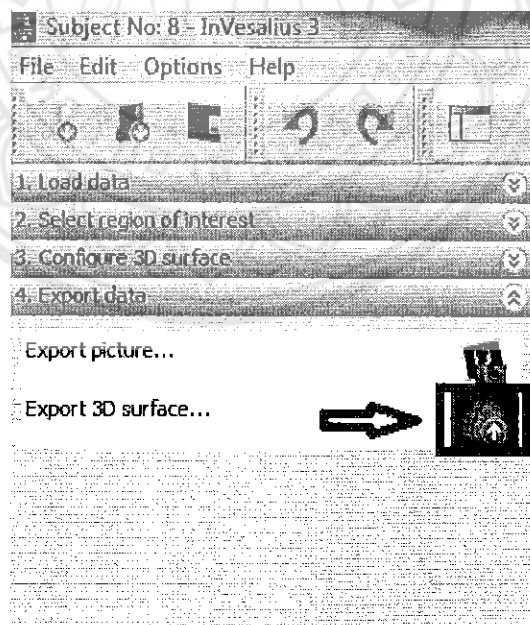 Subject No: 8 - InVesalius 3
File Edit Options Help
1. Load data
2. Select region of interest
3. Configure 3D surface
4. Export data
Export picture...
Export 3D surface...